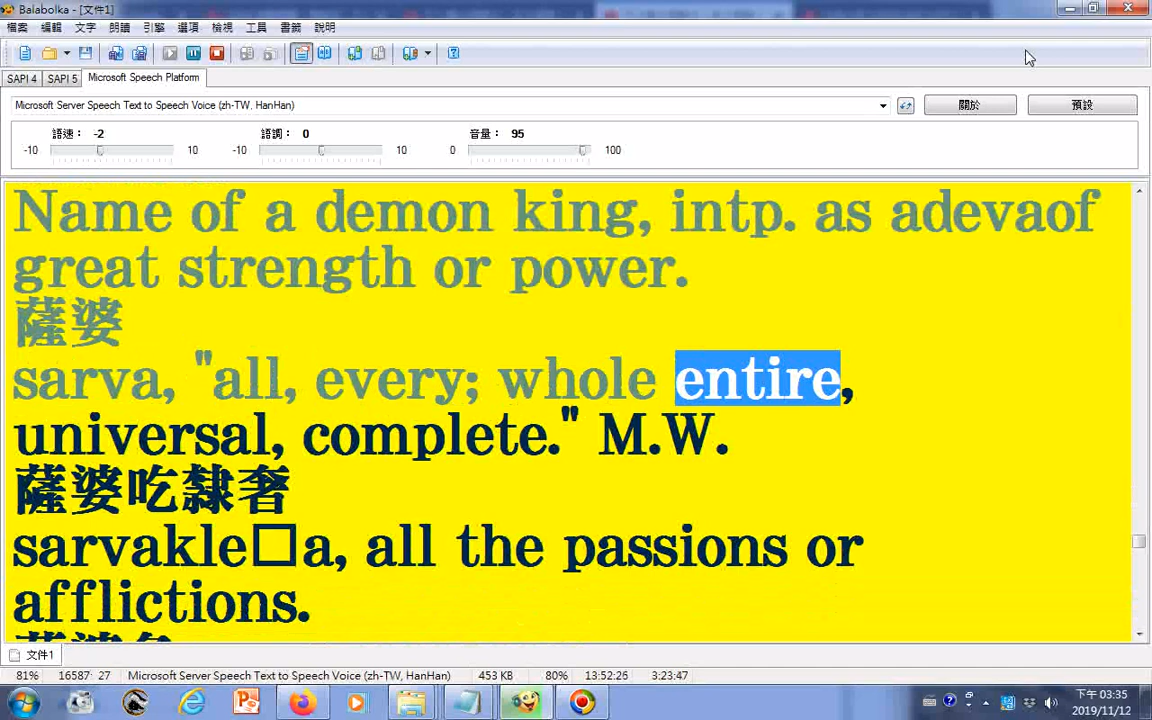 Balabolka - [文件1]
檔案 編輯 文字 朗讀 引擎 選項 檢視 工具 書籤 說明
SAPI 4 SAPI 5 Microsoft Speech Platform
Microsoft Server Speech Text to Speech Voice (zh-TW, HanHan) 關於 預設
語速： -2 語調： 0 音量： 95
-10 10 -10 10 0 100
Name of a demon king, intp. as adevaof
great strength or power.
薩婆
sarva, "all, every; whole entire,
universal, complete." M.W.
薩婆吃隸奢
sarvakle□a, all the passions or
afflictions.
文件1
81% 16587: 27 Microsoft Server Speech Text to Speech Voice (zh-TW, HanHan) 453 KB 80% 13:52:25 3:23:47
下午 03:35
2019/11/12